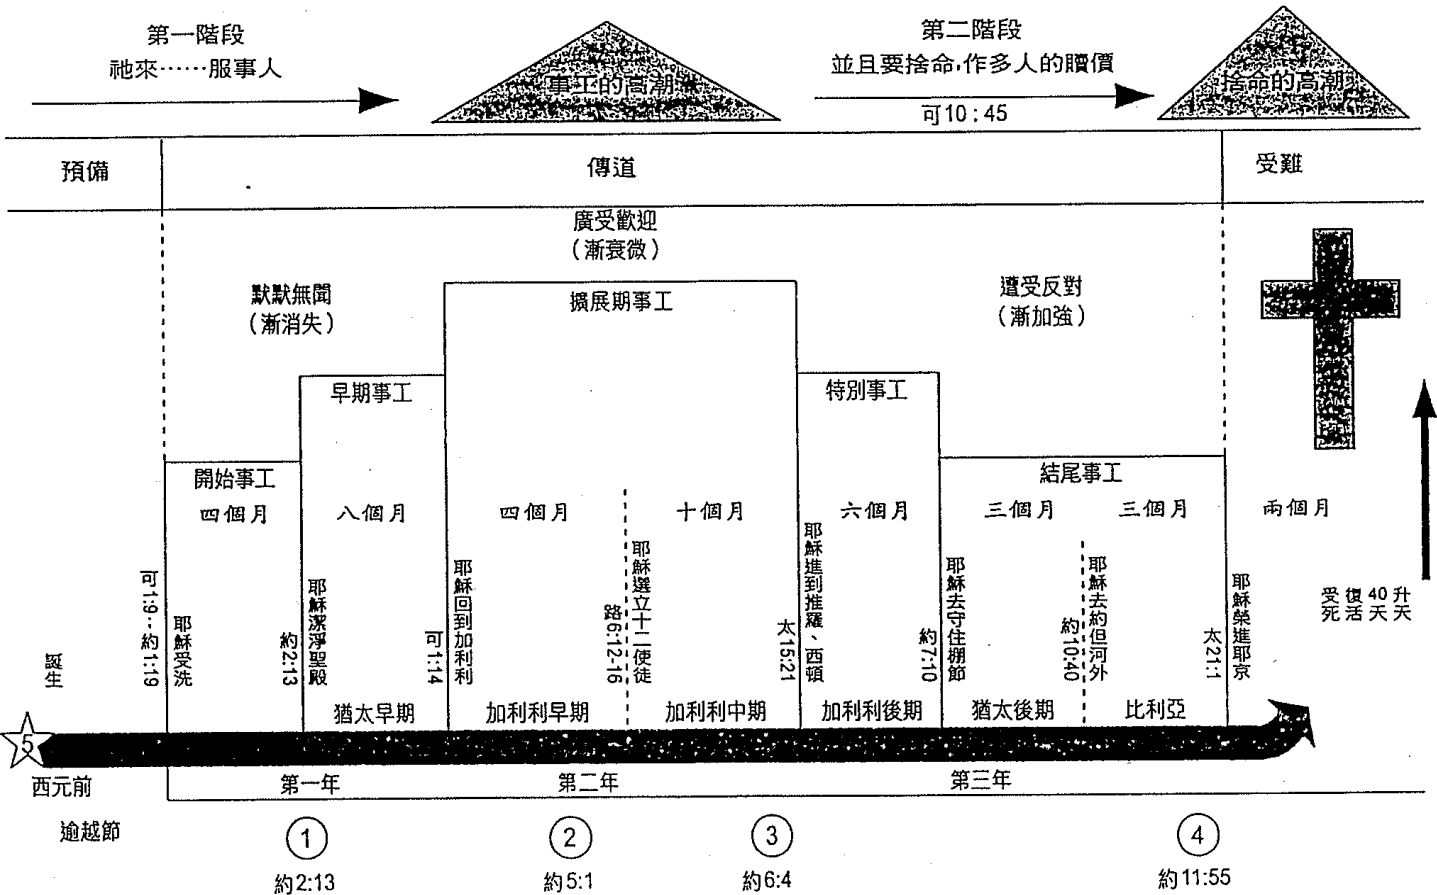 第一階段
祂來……服事人
事工的高潮
第二階段
並且要捨命,作多人的贖價
可10:45
捨命的高潮
預備
傳道
受難
廣受歡迎
(漸衰微)
默默無聞
(漸消失)
遭受反對
(漸加強)
擴展期事工
早期事工
特別事工
開始事工
結尾事工
四個月
八個月
四個月
十個月
六個月
三個月
三個月
兩個月
誕生
可1:9‥約1:19
耶穌受洗
約2:13
耶穌潔淨聖殿
可1:14
耶穌回到加利利
路6:12-16
耶穌選立十二使徒
太15:21
耶穌進到推羅、西頓
約7:10
耶穌去守住棚節
約10:40
耶穌去約但河外
太21:1
耶穌榮進耶京
受死
復活
40天
升天
猶太早期
加利利早期
加利利中期
加利利後期
猶太後期
比利亞
5
西元前
第一年
第二年
第三年
逾越節
1
2
3
4
約2:13
約5:1
約6:4
約11:55